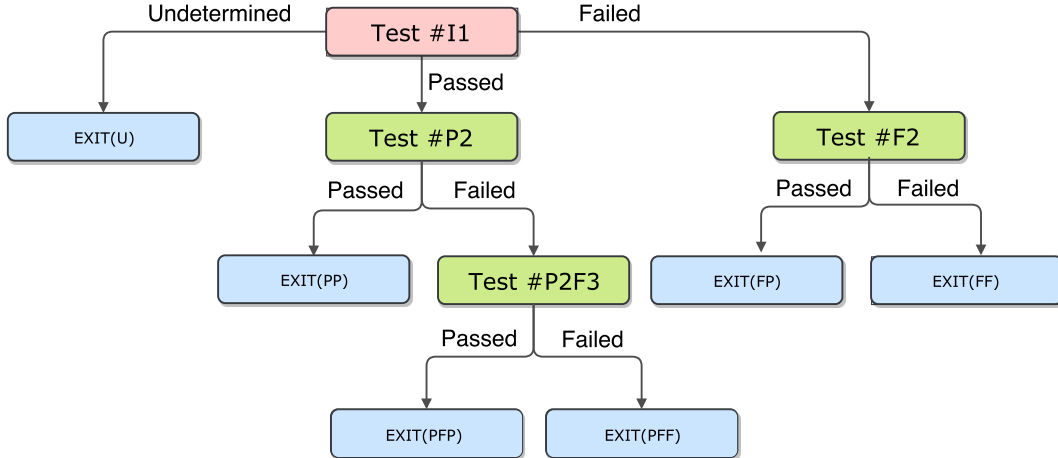 Undetermined
Test #I1
Failed
Passed
EXIT(U)
Test #P2
Test #F2
Passed
Failed
Passed
Failed
EXIT(PP)
Test #P2F3
EXIT(FP)
EXIT(FF)
Passed
Failed
EXIT(PFP)
EXIT(PFF)